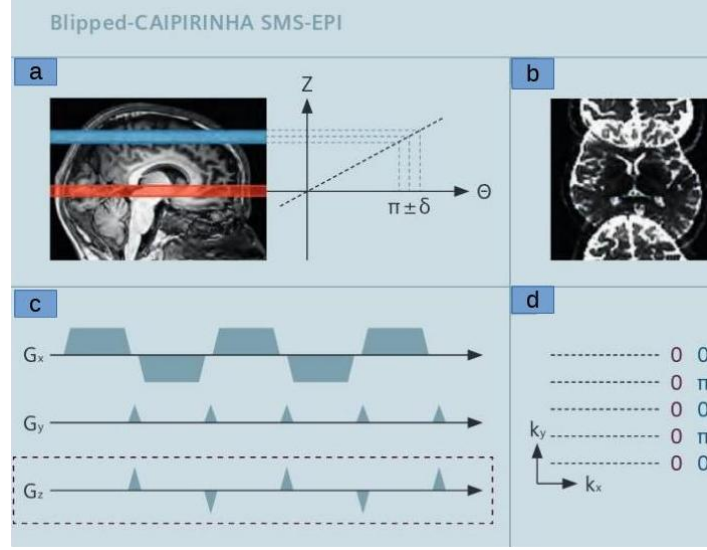 Blipped-CAIPIRINHA SMS-EPI
a
Z
Θ
π ± δ
b
c
Gx
Gy
Gz
d
0 0
0 π
0 0
0 π
0 0
ky
kx